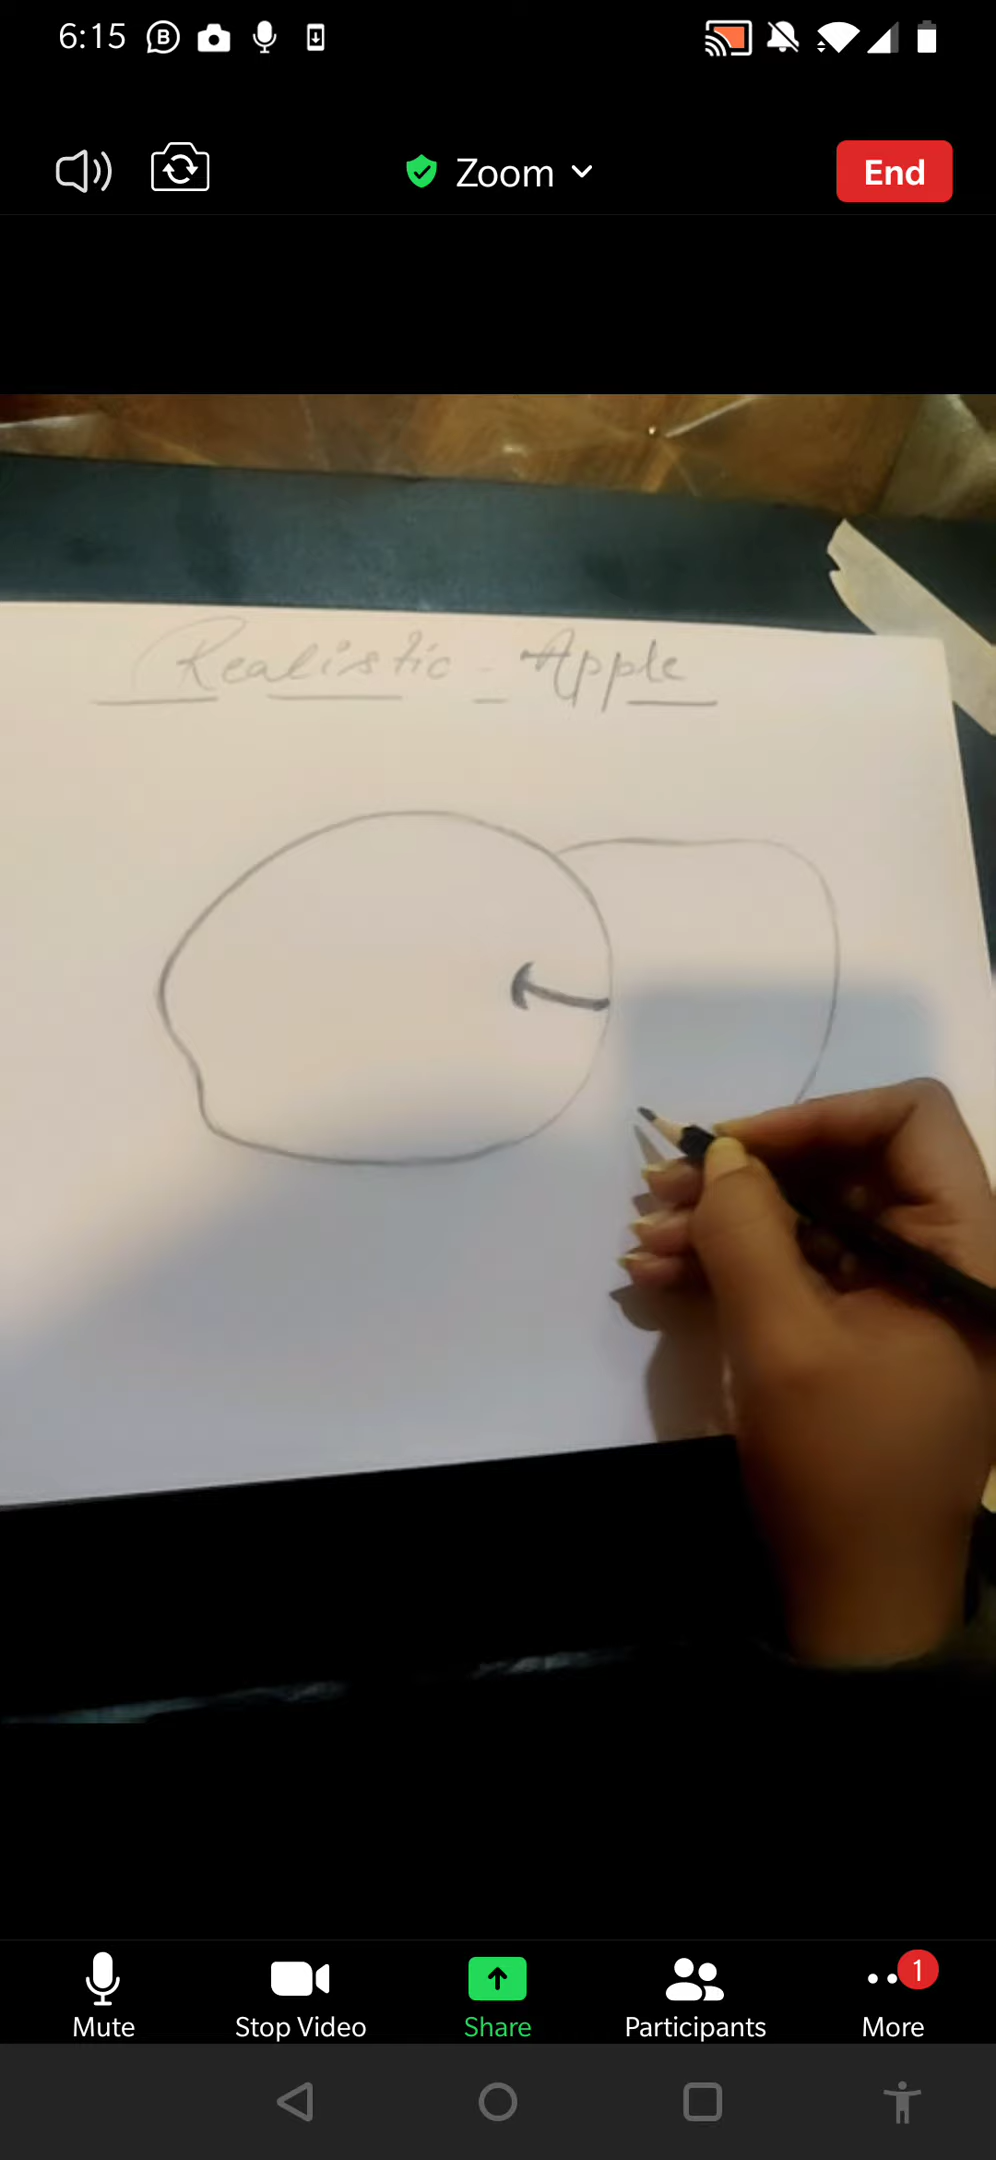 6:15
Zoom
End
Realistic - Apple
Mute
Stop Video
Share
Participants
1
More